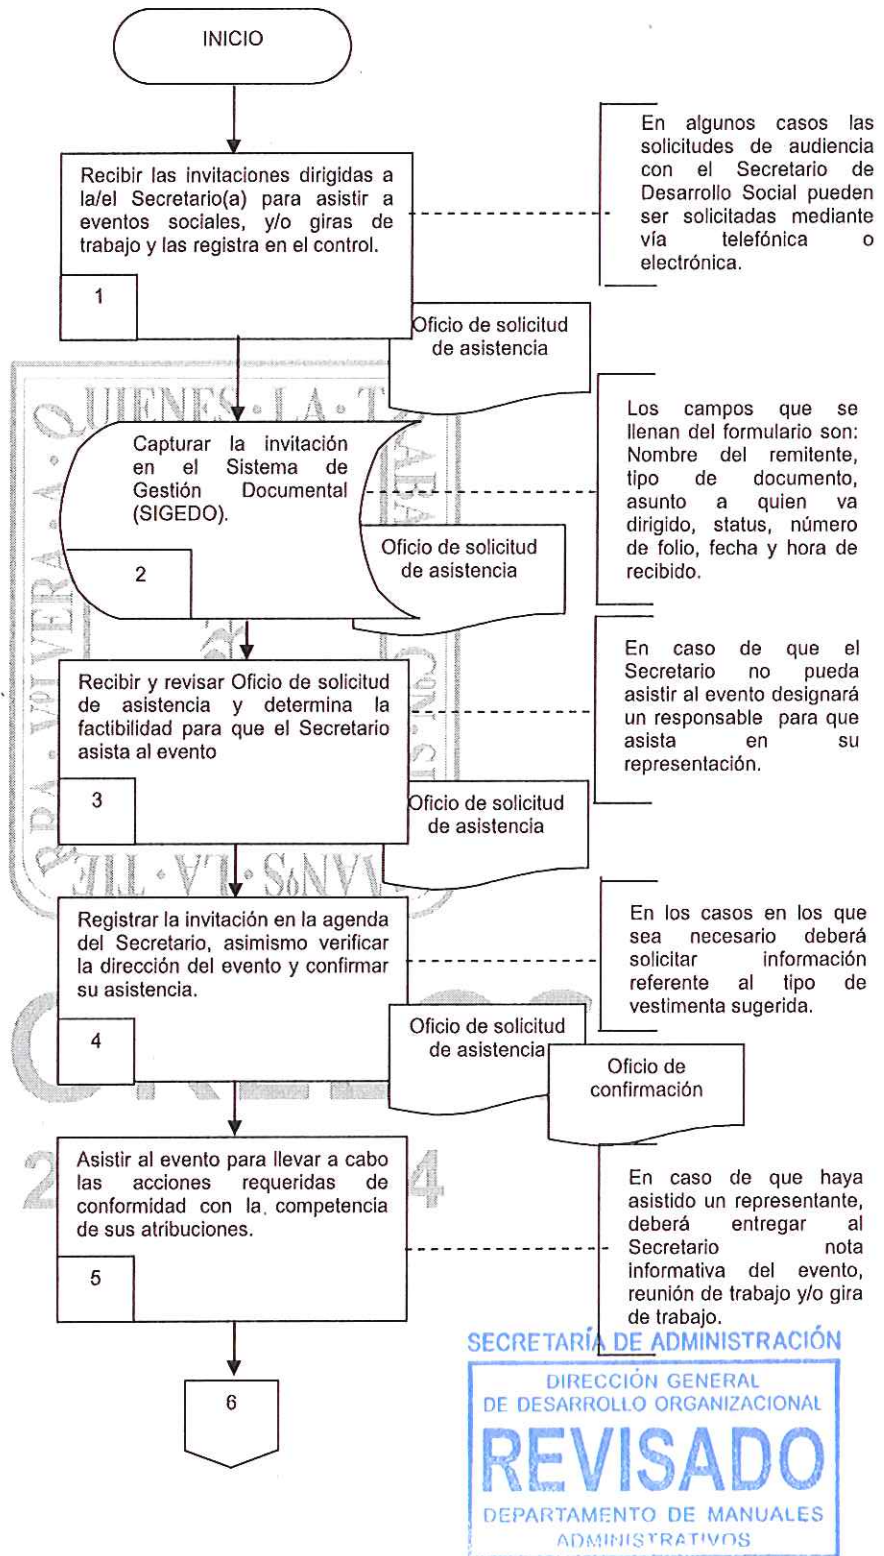 INICIO
Recibir las invitaciones dirigidas a
la/el Secretario(a) para asistir a
eventos sociales, y/o giras de
trabajo y las registra en el control.
1
En algunos casos las
solicitudes de audiencia
con el Secretario de
Desarrollo Social pueden
ser solicitadas mediante
vía telefónica o
electrónica.
Oficio de solicitud
de asistencia
Capturar la invitación
en el Sistema de
Gestión Documental
(SIGEDO).
2
Los campos que se
llenan del formulario son:
Nombre del remitente,
tipo de documento,
asunto a quien va
dirigido, status, número
de folio, fecha y hora de
recibido.
Oficio de solicitud
de asistencia
Recibir y revisar Oficio de solicitud
de asistencia y determina la
factibilidad para que el Secretario
asista al evento
3
En caso de que el
Secretario no pueda
asistir al evento designará
un responsable para que
asista en su
representación.
Oficio de solicitud
de asistencia
Registrar la invitación en la agenda
del Secretario, asimismo verificar
la dirección del evento y confirmar
su asistencia.
4
En los casos en los que
sea necesario deberá
solicitar información
referente al tipo de
vestimenta sugerida.
Oficio de solicitud
de asistencia
Oficio de
confirmación
Asistir al evento para llevar a cabo
las acciones requeridas de
conformidad con la competencia
de sus atribuciones.
5
En caso de que haya
asistido un representante,
deberá entregar al
Secretario nota
informativa del evento,
reunión de trabajo y/o gira
de trabajo.
6
SECRETARÍA DE ADMINISTRACIÓN
DIRECCIÓN GENERAL
DE DESARROLLO ORGANIZACIONAL
REVISADO
DEPARTAMENTO DE MANUALES
ADMINISTRATIVOS
QUIENES · LA · T
MANS · LA · TIE
2
4